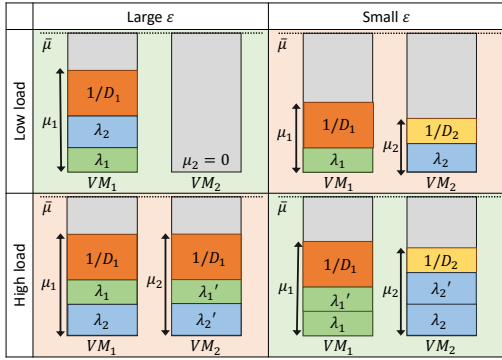 Large ε Small ε
Low load
μ̄
μ₁
1/D₁
λ₂
λ₁
VM₁
μ₂ = 0
VM₂
μ̄
μ₁
1/D₁
λ₁
VM₁
μ₂
1/D₂
λ₂
VM₂
High load
μ̄
μ₁
1/D₁
λ₁
λ₂
VM₁
μ₂
1/D₁
λ₁′
λ₂′
VM₂
μ̄
μ₁
1/D₁
λ₁′
λ₁
VM₁
μ₂
1/D₂
λ₂′
λ₂
VM₂